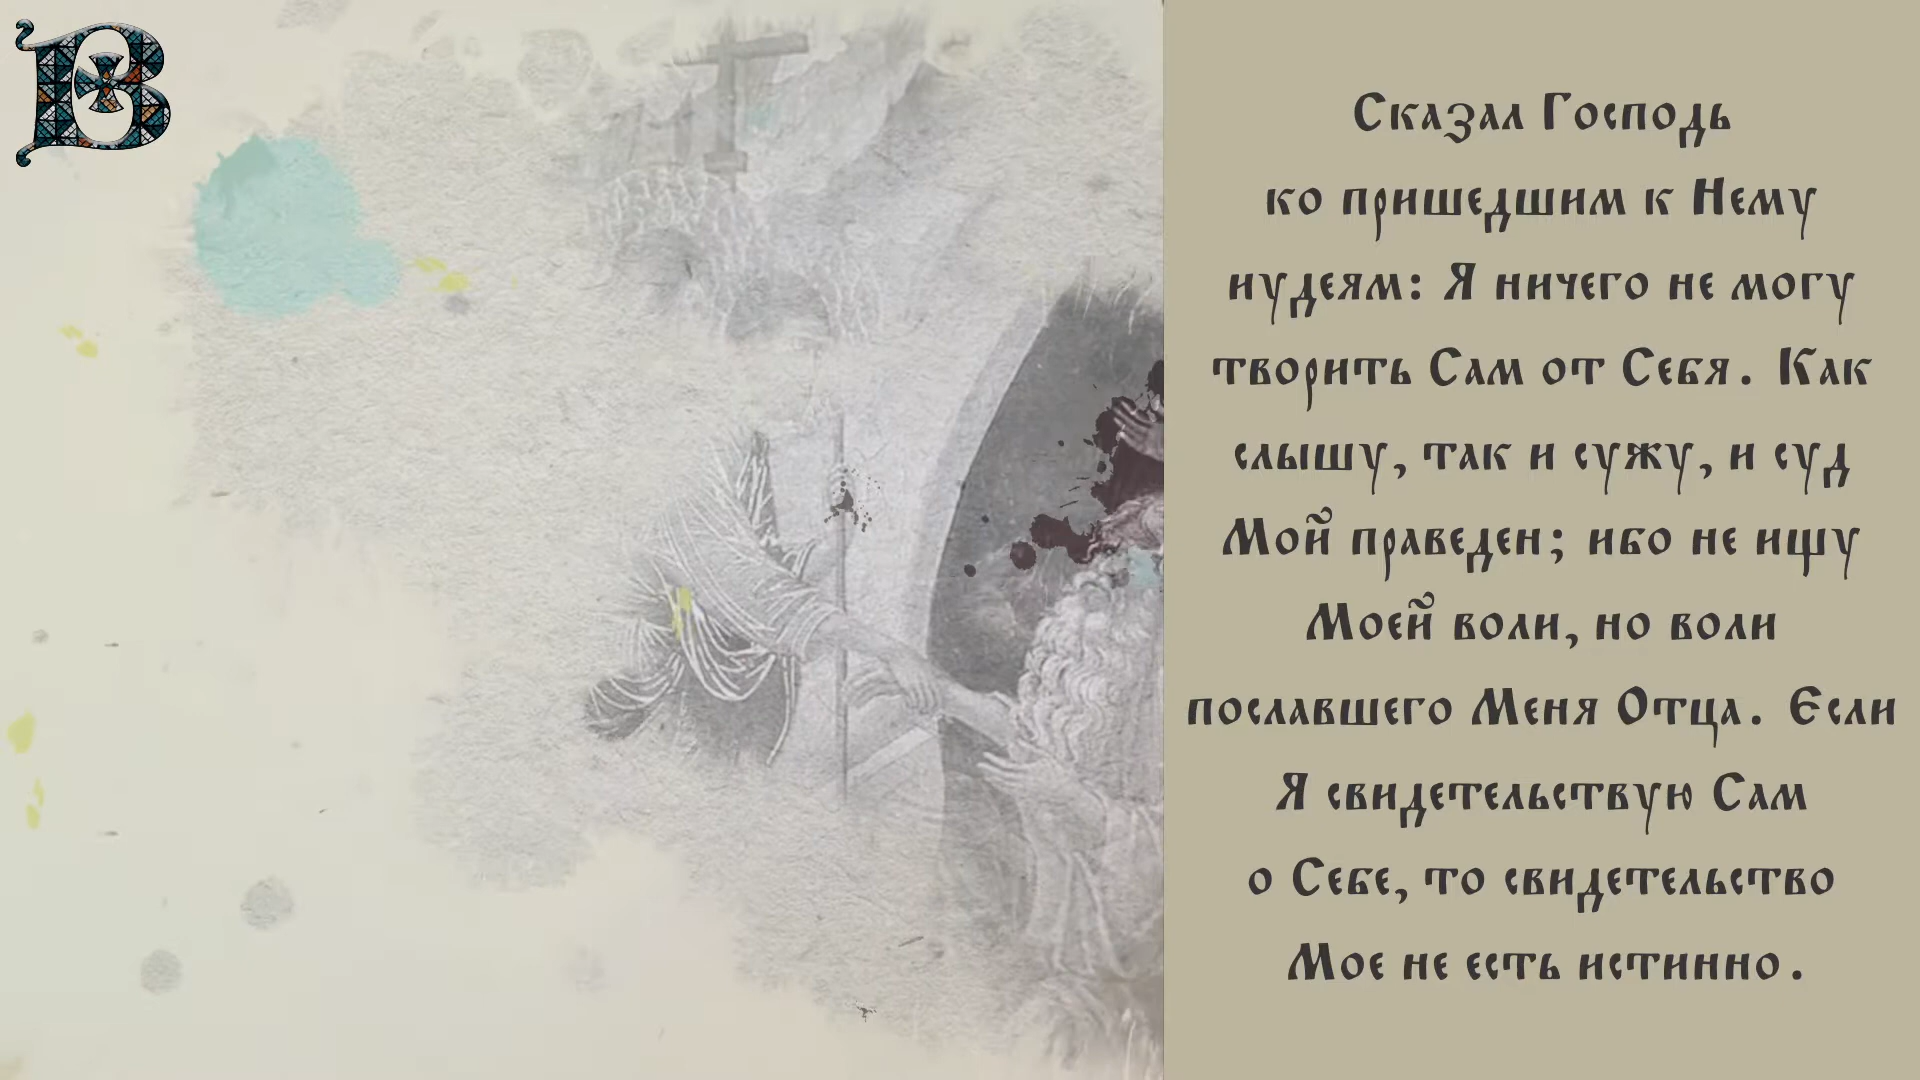 В
Сказал Господь
ко пришедшим к Нему
иудеям: Я ничего не могу
творить Сам от Себя. Как
слышу, так и сужу, и суд
Мой праведен; ибо не ищу
Моей воли, но воли
пославшего Меня Отца. Если
Я свидетельствую Сам
о Себе, то свидетельство
Мое не есть истинно.